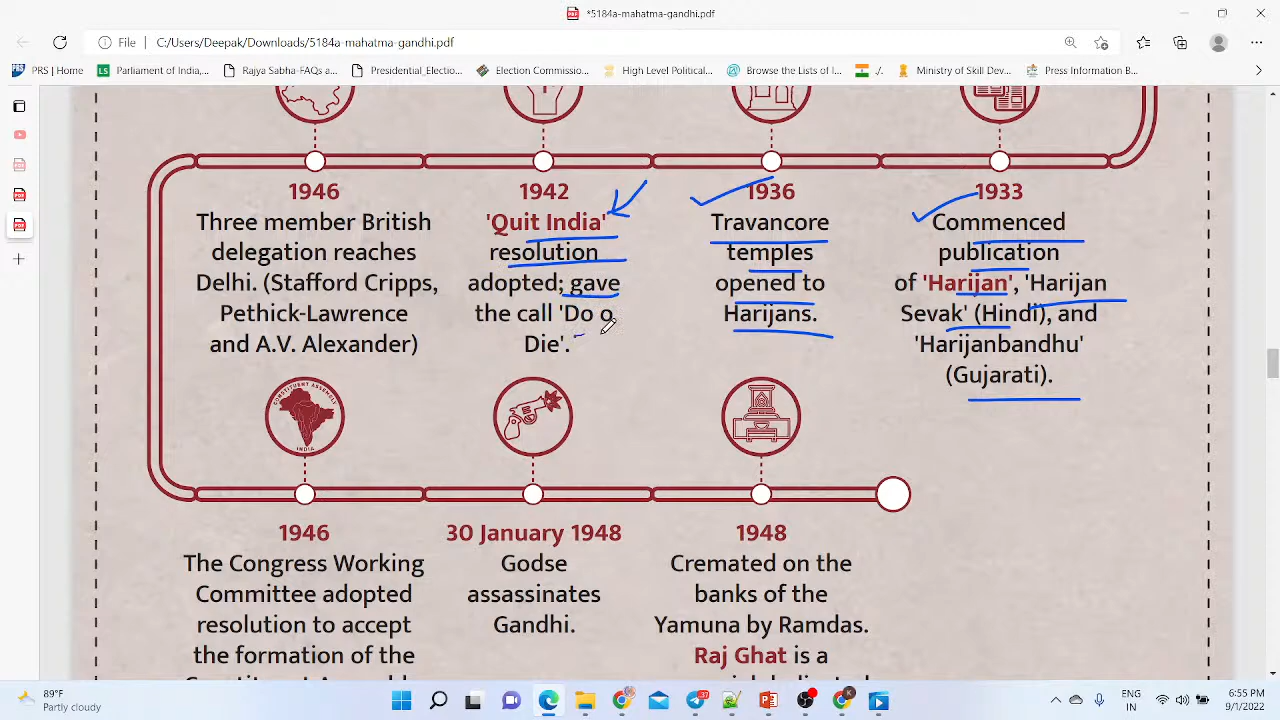 *5184a-mahatma-gandhi.pdf
File
C:/Users/Deepak/Downloads/5184a-mahatma-gandhi.pdf
PRS | Home
Parliament of India,...
Rajya Sabha-FAQs -...
Presidential_Electio...
Election Commissio...
High Level Political...
Browse the Lists of I...
Ministry of Skill Dev...
Press Information B...
1946
Three member British
delegation reaches
Delhi. (Stafford Cripps,
Pethick-Lawrence
and A.V. Alexander)
1942
'Quit India'
resolution
adopted; gave
the call 'Do o
Die'.
1936
Travancore
temples
opened to
Harijans.
1933
Commenced
publication
of 'Harijan', 'Harijan
Sevak' (Hindi), and
'Harijanbandhu'
(Gujarati).
CONSTITUENT ASSEMBLY
INDIA
1946
The Congress Working
Committee adopted
resolution to accept
the formation of the
30 January 1948
Godse
assassinates
Gandhi.
1948
Cremated on the
banks of the
Yamuna by Ramdas.
Raj Ghat is a
89°F
Partly cloudy
37
K
ENG
IN
6:55 PM
9/1/2022